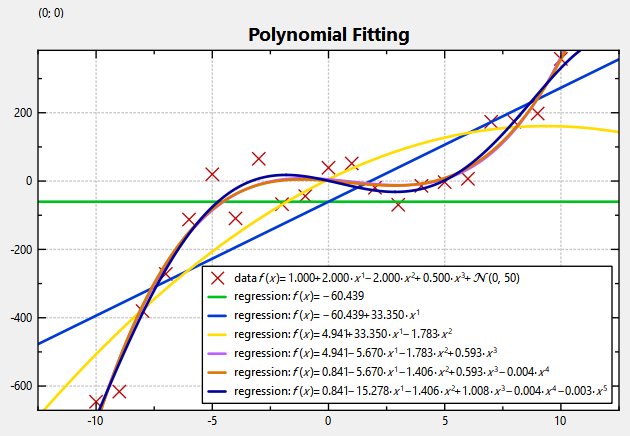 (0; 0)
Polynomial Fitting
200
0
-200
-400
-600
data f(x)=1.000+2.000·x¹−2.000·x²+0.500·x³+𝒩(0, 50)
regression: f(x)=−60.439
regression: f(x)=−60.439+33.350·x¹
regression: f(x)=4.941+33.350·x¹−1.783·x²
regression: f(x)=4.941−5.670·x¹−1.783·x²+0.593·x³
regression: f(x)=0.841−5.670·x¹−1.406·x²+0.593·x³−0.004·x⁴
regression: f(x)=0.841−15.278·x¹−1.406·x²+1.008·x³−0.004·x⁴−0.003·x⁵
-10 -5 0 5 10